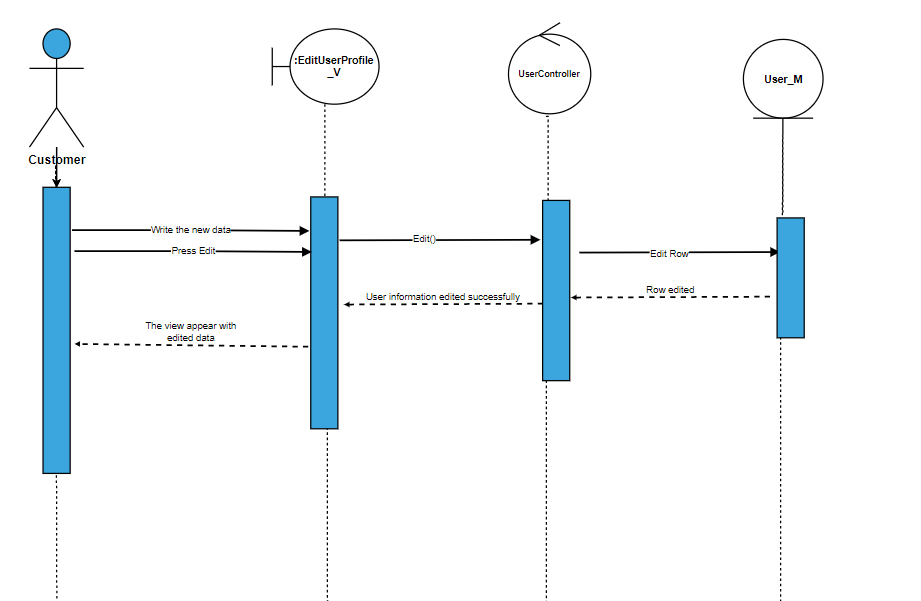 :EditUserProfile
_V
UserController
User_M
Customer
Write the new data
Press Edit
Edit()
Edit Row
User information edited successfully
Row edited
The view appear with
edited data